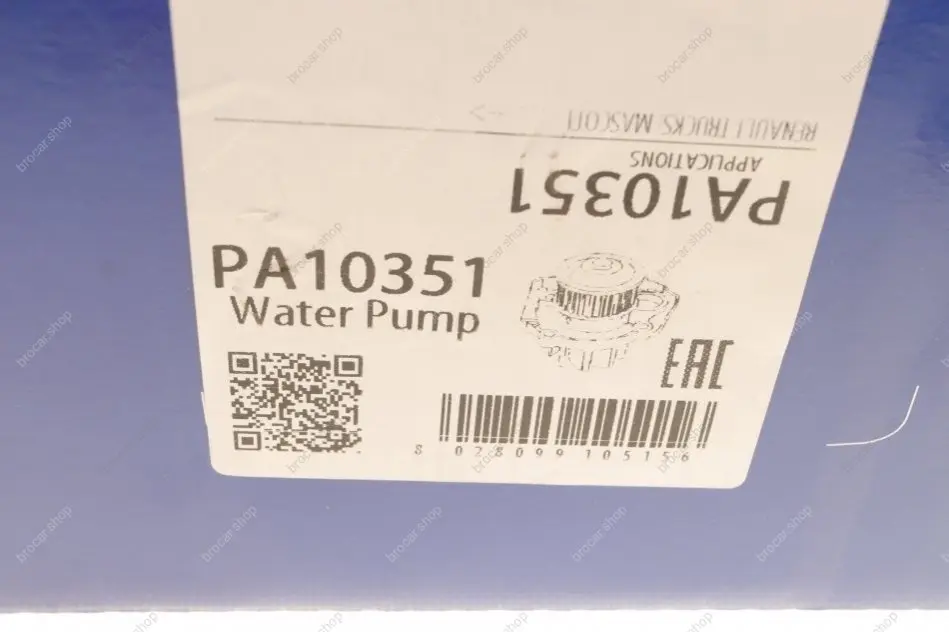 RENAULT TRUCKS MASCOTT
APPLICATIONS
PA10351
PA10351
Water Pump
EAC
8 028099 105156
brocar.shop